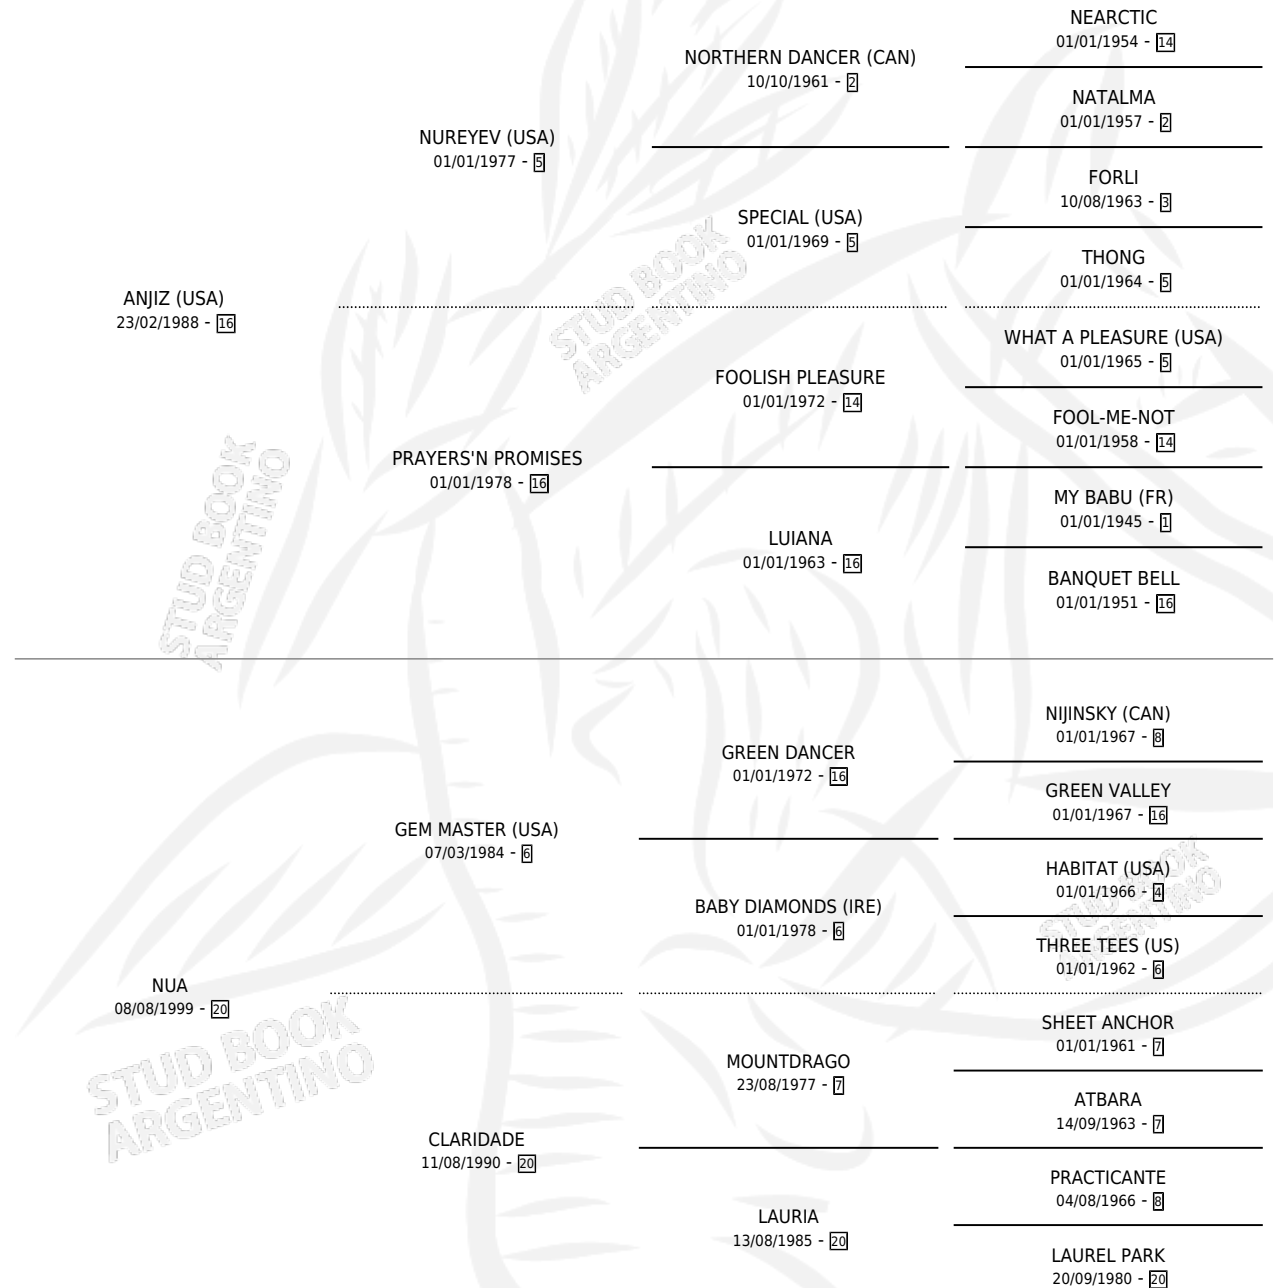 NEARCTIC
01/01/1954 - 14
NORTHERN DANCER (CAN)
10/10/1961 - 2
NATALMA
01/01/1957 - 2
NUREYEV (USA)
01/01/1977 - 5
FORLI
10/08/1963 - 3
SPECIAL (USA)
01/01/1969 - 5
THONG
01/01/1964 - 5
ANJIZ (USA)
23/02/1988 - 16
STUD BOOK
ARGENTINO
WHAT A PLEASURE (USA)
01/01/1965 - 5
FOOLISH PLEASURE
01/01/1972 - 14
FOOL-ME-NOT
01/01/1958 - 14
PRAYERS'N PROMISES
01/01/1978 - 16
MY BABU (FR)
01/01/1945 - 1
LUIANA
01/01/1963 - 16
BANQUET BELL
01/01/1951 - 16
STUD BOOK
ARGENTINO
NIJINSKY (CAN)
01/01/1967 - 8
GREEN DANCER
01/01/1972 - 16
GREEN VALLEY
01/01/1967 - 16
GEM MASTER (USA)
07/03/1984 - 6
HABITAT (USA)
01/01/1966 - 4
BABY DIAMONDS (IRE)
01/01/1978 - 6
STUD BOOK
ARGENTINO
THREE TEES (US)
01/01/1962 - 6
NUA
08/08/1999 - 20
STUD BOOK
ARGENTINO
SHEET ANCHOR
01/01/1961 - 7
MOUNTDRAGO
23/08/1977 - 7
ATBARA
14/09/1963 - 7
CLARIDADE
11/08/1990 - 20
PRACTICANTE
04/08/1966 - 8
LAURIA
13/08/1985 - 20
LAUREL PARK
20/09/1980 - 20